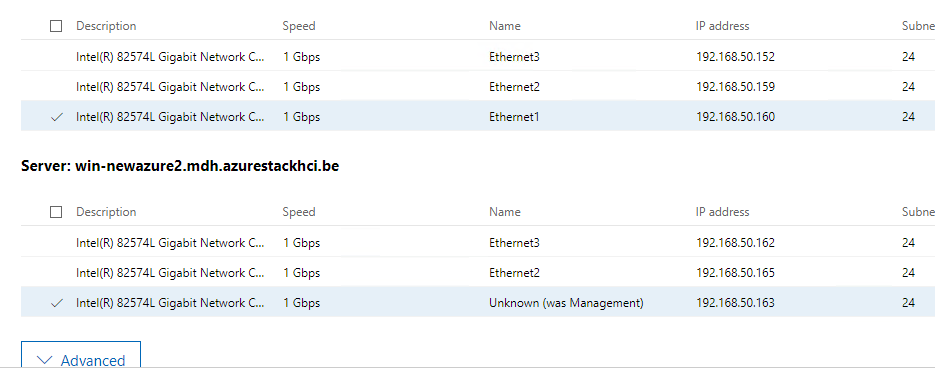 Description Speed Name IP address Subne
Intel(R) 82574L Gigabit Network C... 1 Gbps Ethernet3 192.168.50.152 24
Intel(R) 82574L Gigabit Network C... 1 Gbps Ethernet2 192.168.50.159 24
Intel(R) 82574L Gigabit Network C... 1 Gbps Ethernet1 192.168.50.160 24
Server: win-newazure2.mdh.azurestackhci.be
Description Speed Name IP address Subne
Intel(R) 82574L Gigabit Network C... 1 Gbps Ethernet3 192.168.50.162 24
Intel(R) 82574L Gigabit Network C... 1 Gbps Ethernet2 192.168.50.165 24
Intel(R) 82574L Gigabit Network C... 1 Gbps Unknown (was Management) 192.168.50.163 24
Advanced